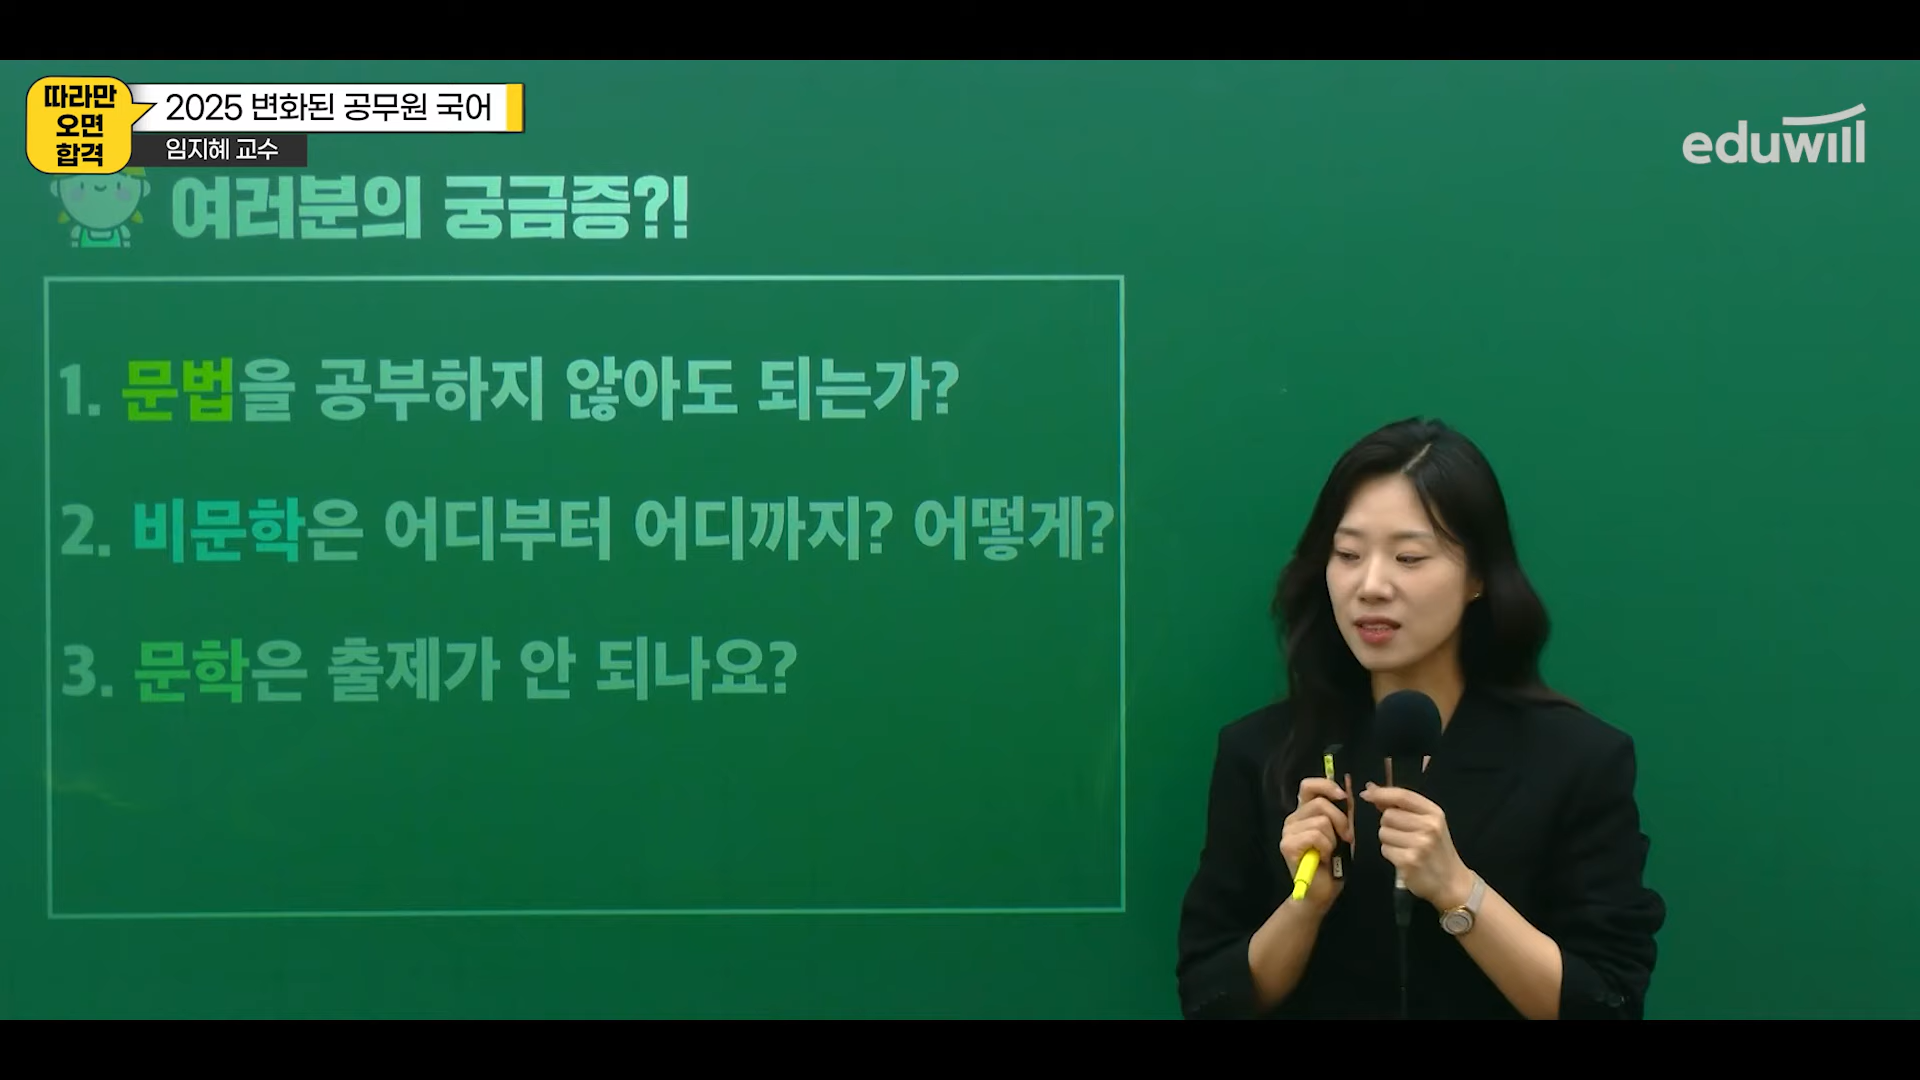 따라만
오면
합격
2025 변화된 공무원 국어
임지혜 교수
eduwill
여러분의 궁금증?!
1. 문법을 공부하지 않아도 되는가?
2. 비문학은 어디부터 어디까지? 어떻게?
3. 문학은 출제가 안 되나요?